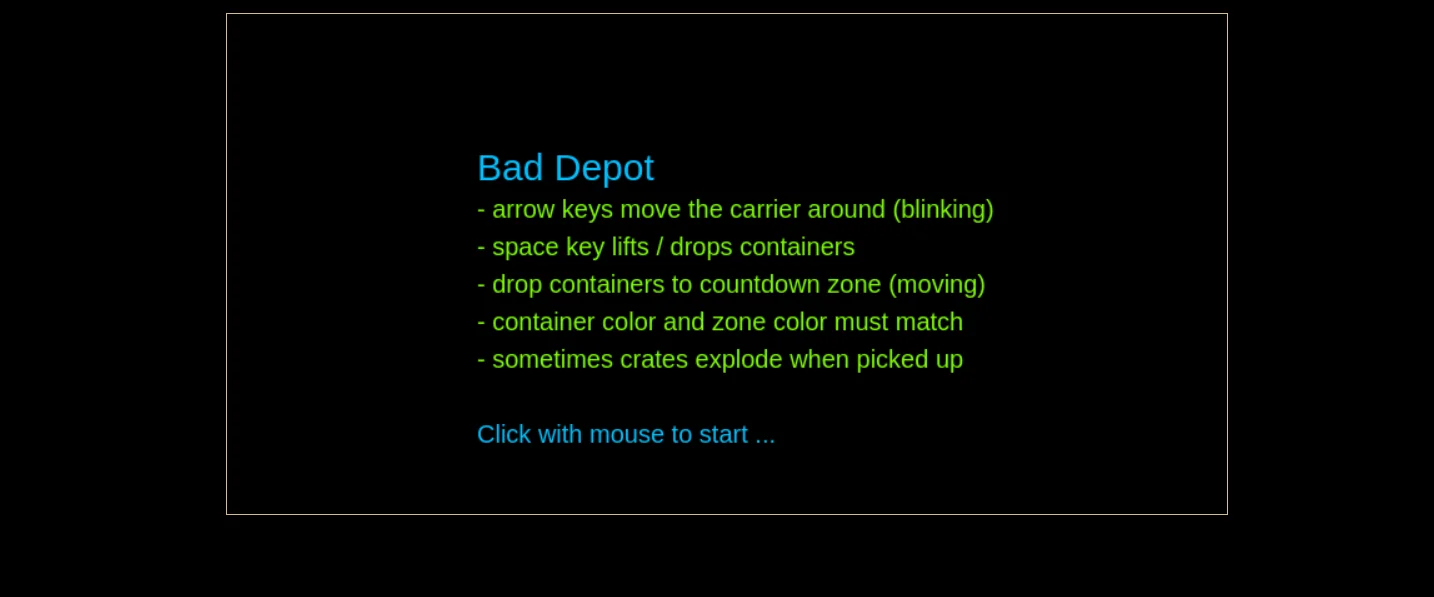 Bad Depot
- arrow keys move the carrier around (blinking)
- space key lifts / drops containers
- drop containers to countdown zone (moving)
- container color and zone color must match
- sometimes crates explode when picked up
Click with mouse to start ...